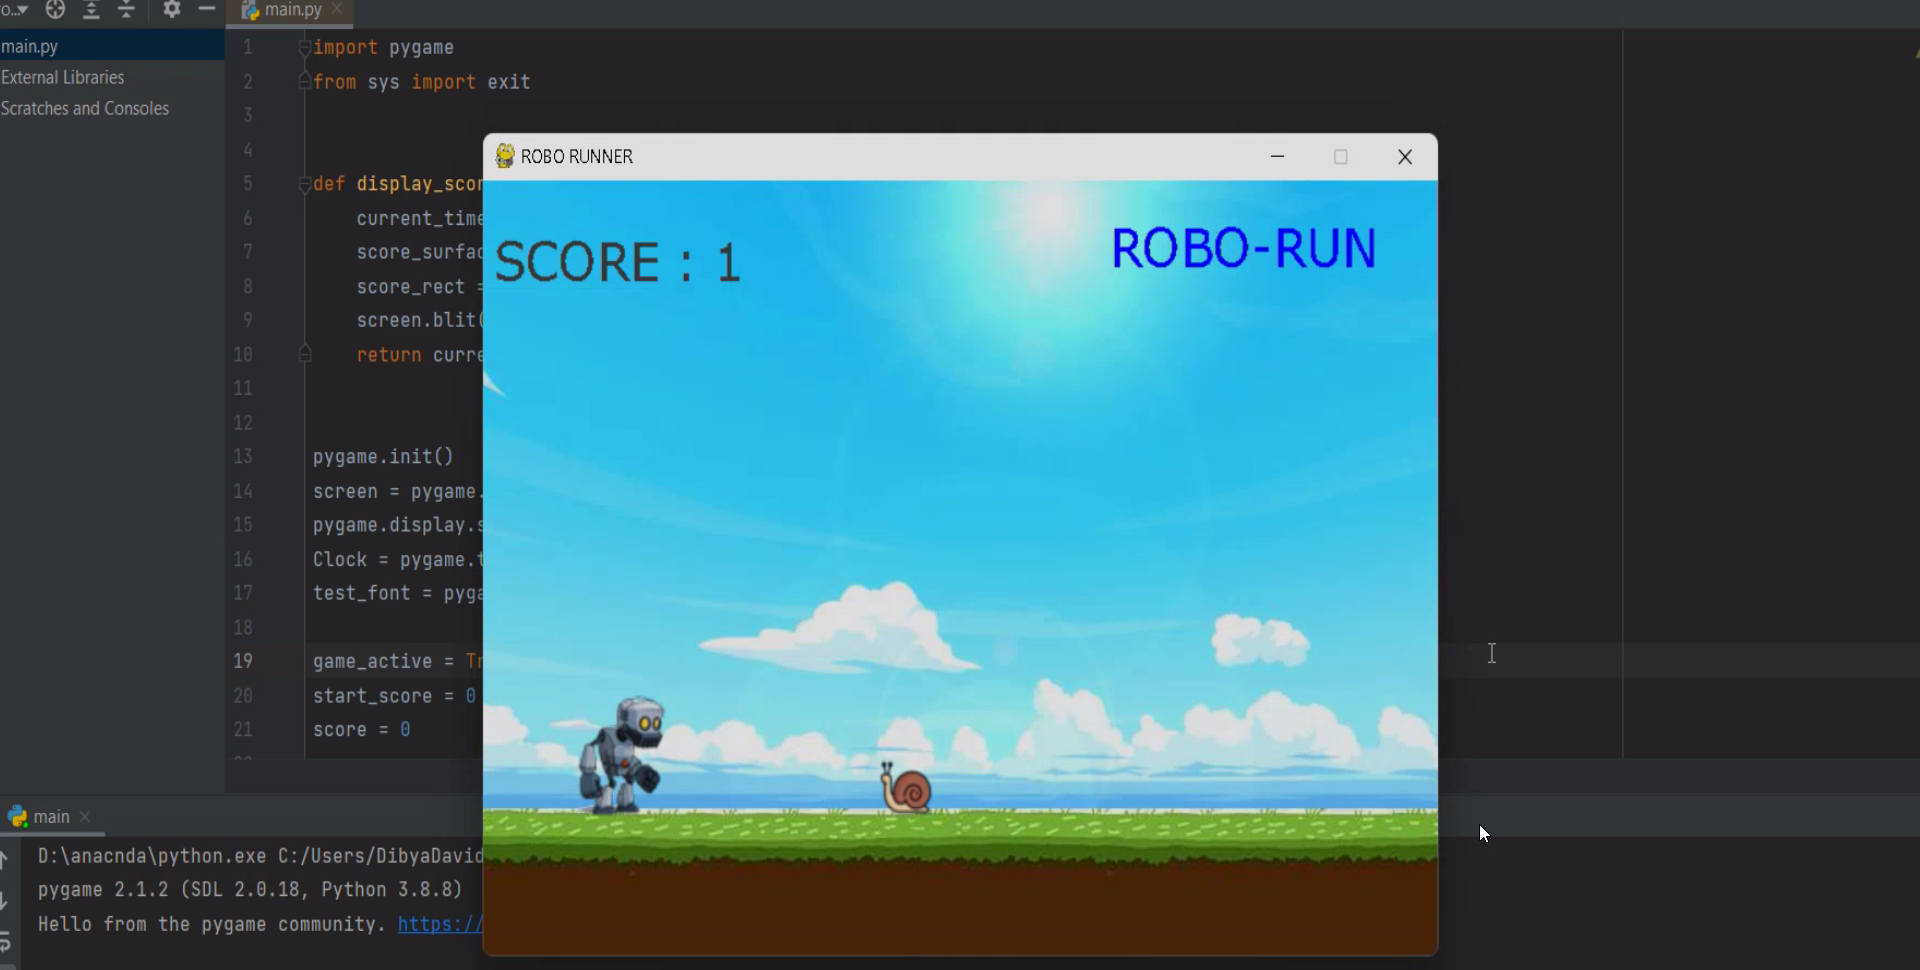 main.py
main.py
External Libraries
Scratches and Consoles
1 import pygame
2 from sys import exit
3
4
5 def display_scor
6 current_time
7 score_surfac
8 score_rect =
9 screen.blit(
10 return curre
11
12
13 pygame.init()
14 screen = pygame.
15 pygame.display.s
16 Clock = pygame.t
17 test_font = pyga
18
19 game_active = Tr
20 start_score = 0
21 score = 0
ROBO RUNNER
SCORE : 1
ROBO-RUN
main
D:\anacnda\python.exe C:/Users/DibyaDavid
pygame 2.1.2 (SDL 2.0.18, Python 3.8.8)
Hello from the pygame community. https://